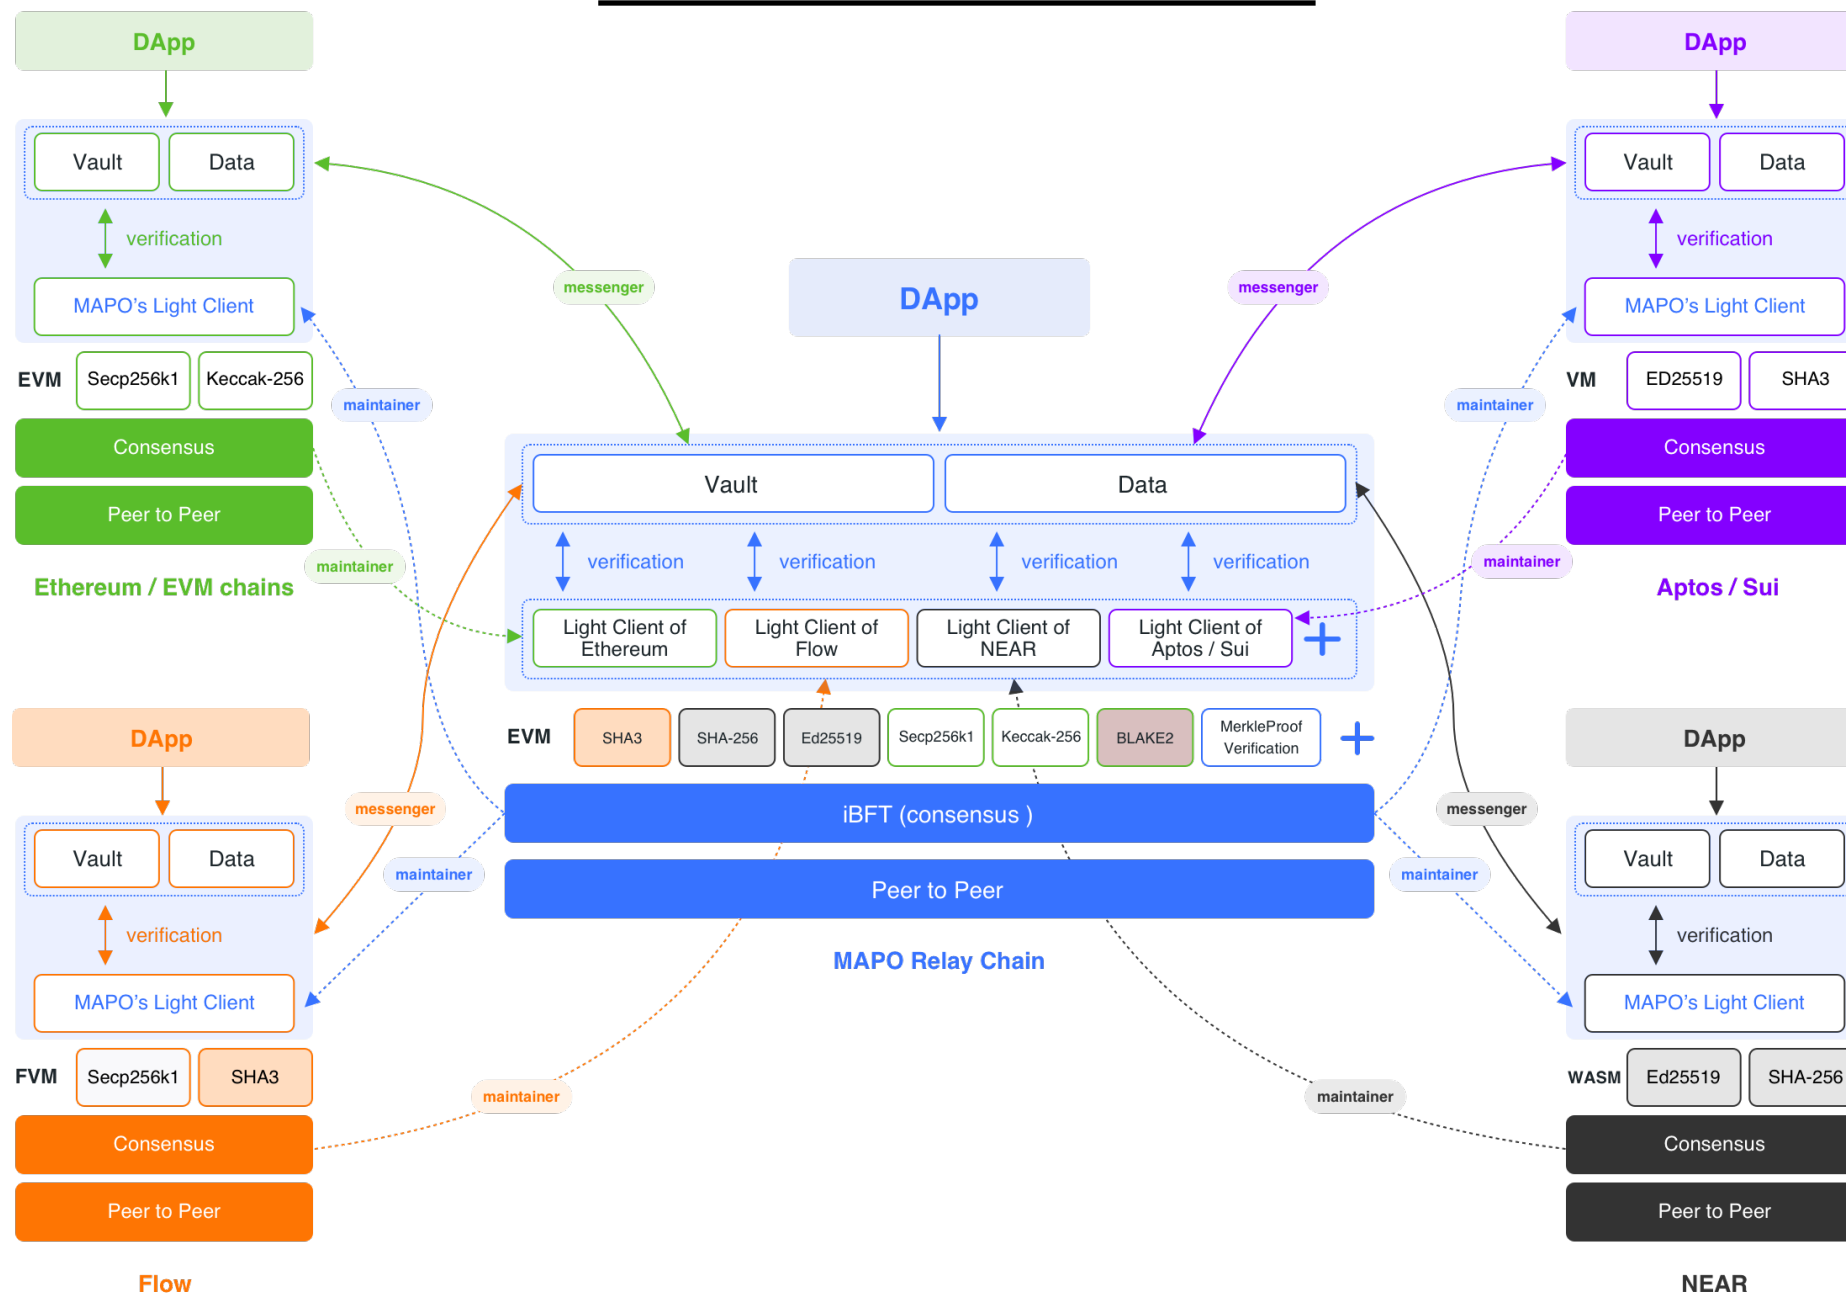 DApp
Vault
Data
verification
MAPO's Light Client
EVM
Secp256k1
Keccak-256
Consensus
Peer to Peer
Ethereum / EVM chains
messenger
maintainer
maintainer
DApp
Vault
Data
verification
verification
verification
verification
Light Client of
Ethereum
Light Client of
Flow
Light Client of
NEAR
Light Client of
Aptos / Sui
EVM
SHA3
SHA-256
Ed25519
Secp256k1
Keccak-256
BLAKE2
MerkleProof
Verification
iBFT (consensus )
Peer to Peer
MAPO Relay Chain
messenger
maintainer
maintainer
DApp
Vault
Data
verification
MAPO's Light Client
VM
ED25519
SHA3
Consensus
Peer to Peer
Aptos / Sui
DApp
Vault
Data
verification
MAPO's Light Client
FVM
Secp256k1
SHA3
Consensus
Peer to Peer
Flow
messenger
maintainer
maintainer
messenger
maintainer
maintainer
DApp
Vault
Data
verification
MAPO's Light Client
WASM
Ed25519
SHA-256
Consensus
Peer to Peer
NEAR